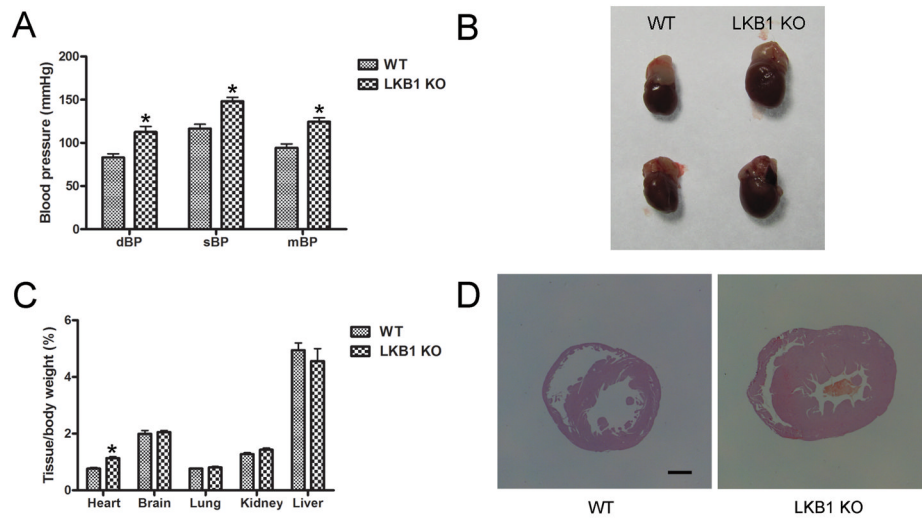 A
200
150
100
50
0
Blood pressure (mmHg)
*
*
*
dBP
sBP
mBP
WT
LKB1 KO
B
WT
LKB1 KO
C
6
4
2
0
Tissue/body weight (%)
*
Heart
Brain
Lung
Kidney
Liver
WT
LKB1 KO
D
WT
LKB1 KO